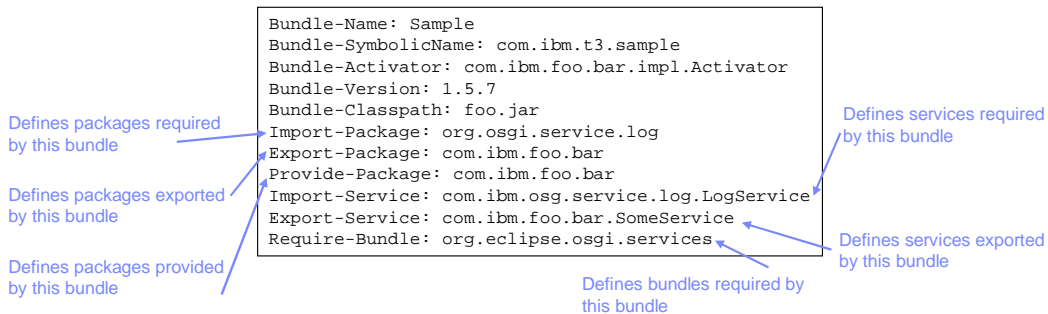 Bundle-Name: Sample
Bundle-SymbolicName: com.ibm.t3.sample
Bundle-Activator: com.ibm.foo.bar.impl.Activator
Bundle-Version: 1.5.7
Bundle-Classpath: foo.jar
Import-Package: org.osgi.service.log
Export-Package: com.ibm.foo.bar
Provide-Package: com.ibm.foo.bar
Import-Service: com.ibm.osg.service.log.LogService
Export-Service: com.ibm.foo.bar.SomeService
Require-Bundle: org.eclipse.osgi.services
Defines packages required
by this bundle
Defines packages exported
by this bundle
Defines packages provided
by this bundle
Defines services required
by this bundle
Defines services exported
by this bundle
Defines bundles required by
this bundle